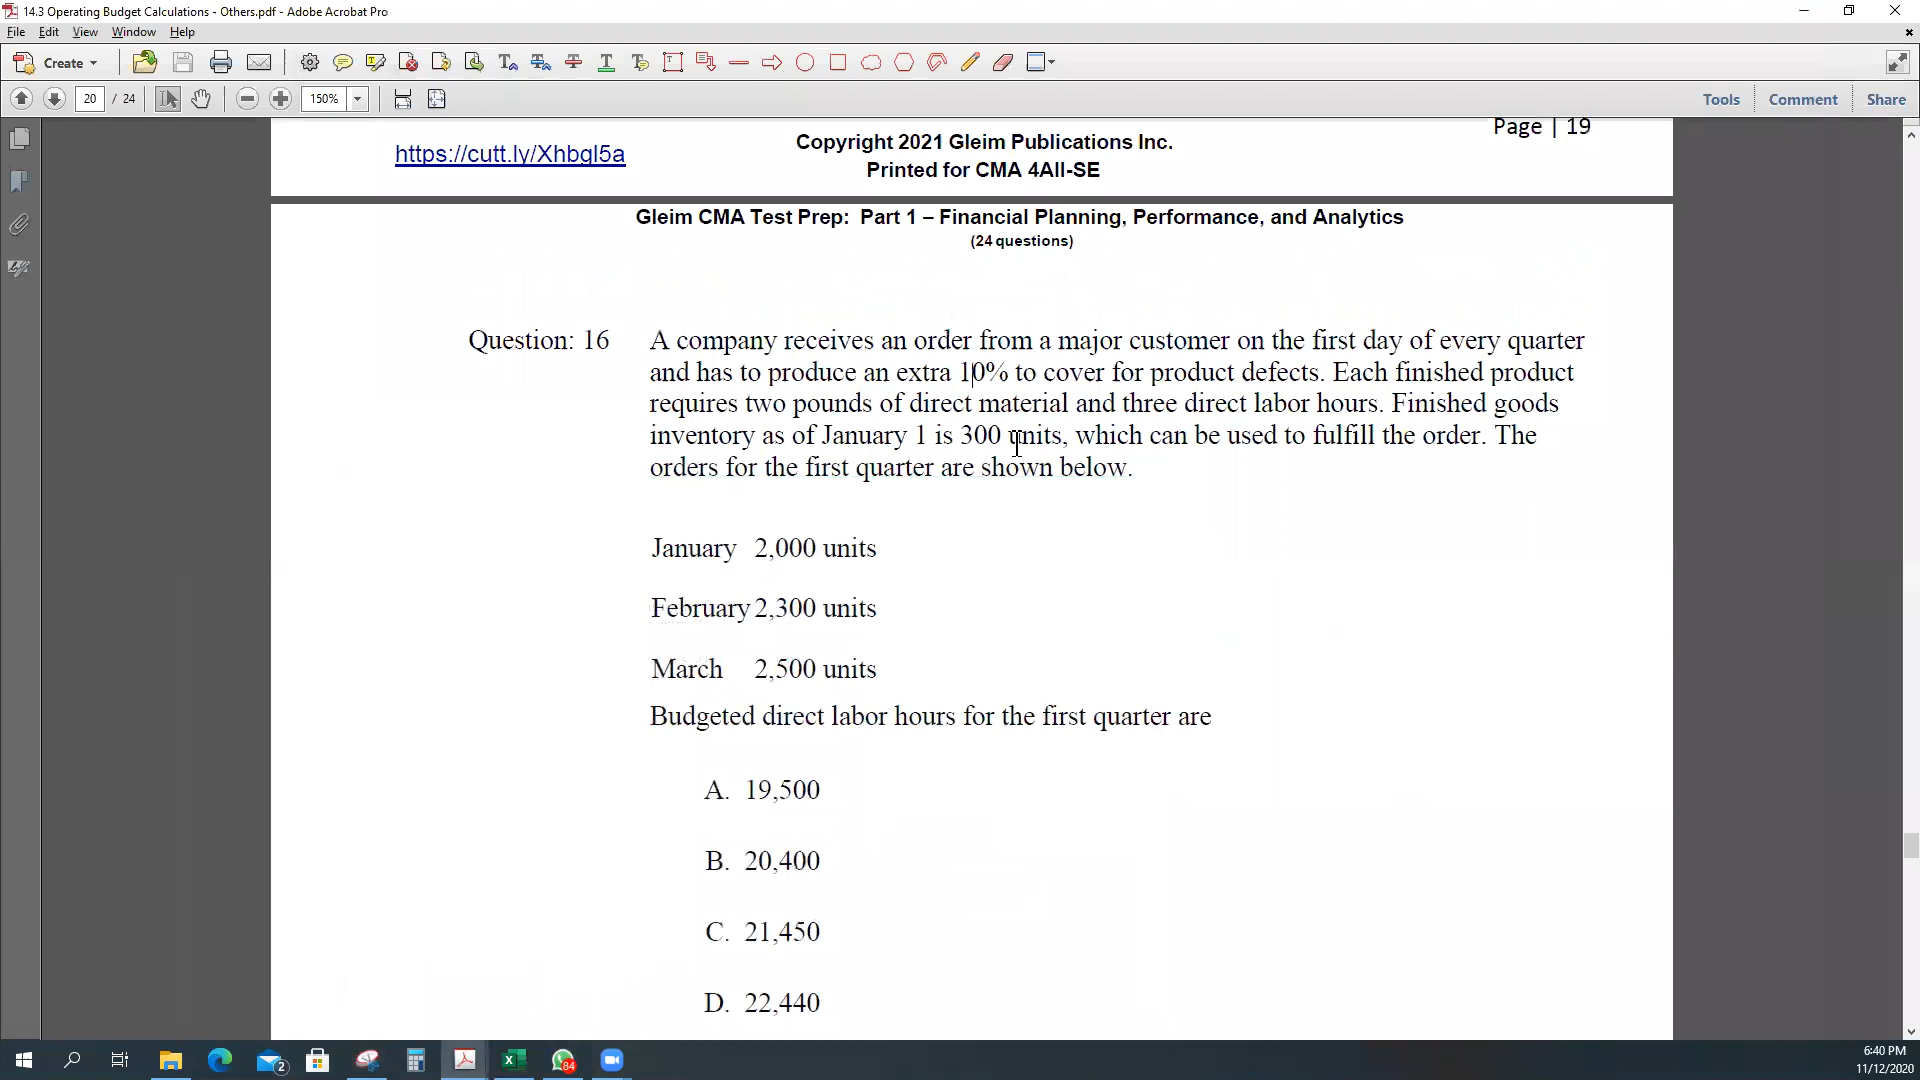 14.3 Operating Budget Calculations - Others.pdf - Adobe Acrobat Pro
File Edit View Window Help
Create
20 / 24 150% Tools Comment Share
Page | 19
https://cutt.ly/Xhbgl5a
Copyright 2021 Gleim Publications Inc.
Printed for CMA 4All-SE
Gleim CMA Test Prep: Part 1 – Financial Planning, Performance, and Analytics
(24 questions)
Question: 16 A company receives an order from a major customer on the first day of every quarter
and has to produce an extra 10% to cover for product defects. Each finished product
requires two pounds of direct material and three direct labor hours. Finished goods
inventory as of January 1 is 300 units, which can be used to fulfill the order. The
orders for the first quarter are shown below.
January 2,000 units
February 2,300 units
March 2,500 units
Budgeted direct labor hours for the first quarter are
A. 19,500
B. 20,400
C. 21,450
D. 22,440
2
84
6:40 PM
11/12/2020